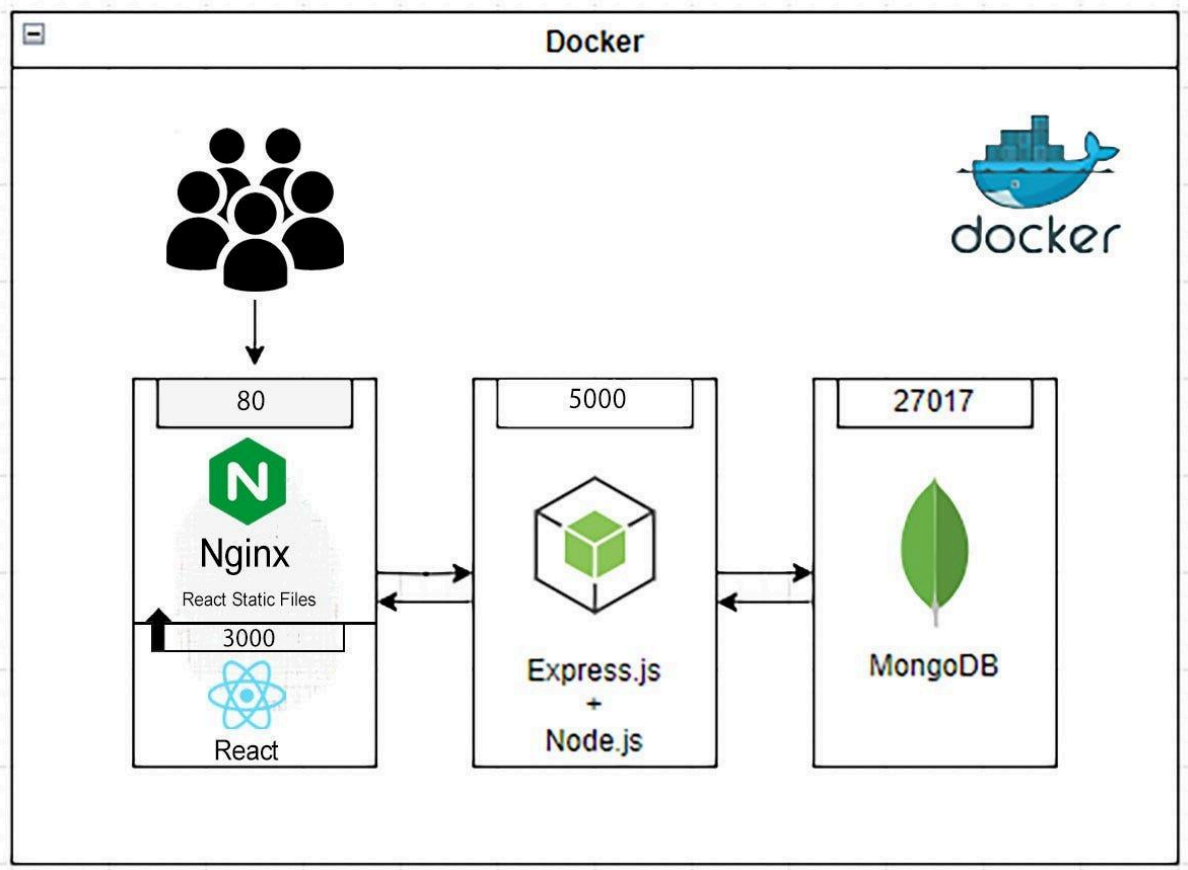 Docker
docker
80
Nginx
React Static Files
3000
React
5000
Express.js
+
Node.js
27017
MongoDB